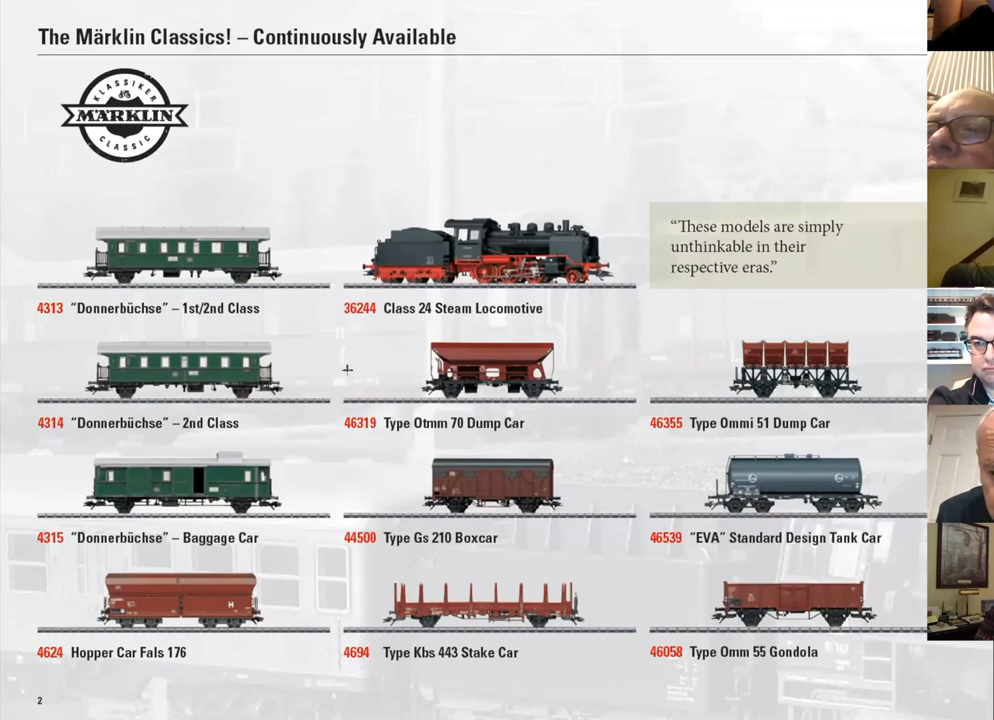 The Märklin Classics! – Continuously Available
KLASSIKER
MÄRKLIN
CLASSIC
“These models are simply
unthinkable in their
respective eras.”
4313 “Donnerbüchse” – 1st/2nd Class
36244 Class 24 Steam Locomotive
4314 “Donnerbüchse” – 2nd Class
46319 Type Otmm 70 Dump Car
46355 Type Ommi 51 Dump Car
4315 “Donnerbüchse” – Baggage Car
44500 Type Gs 210 Boxcar
46539 “EVA” Standard Design Tank Car
H
4624 Hopper Car Fals 176
4694 Type Kbs 443 Stake Car
46058 Type Omm 55 Gondola
2